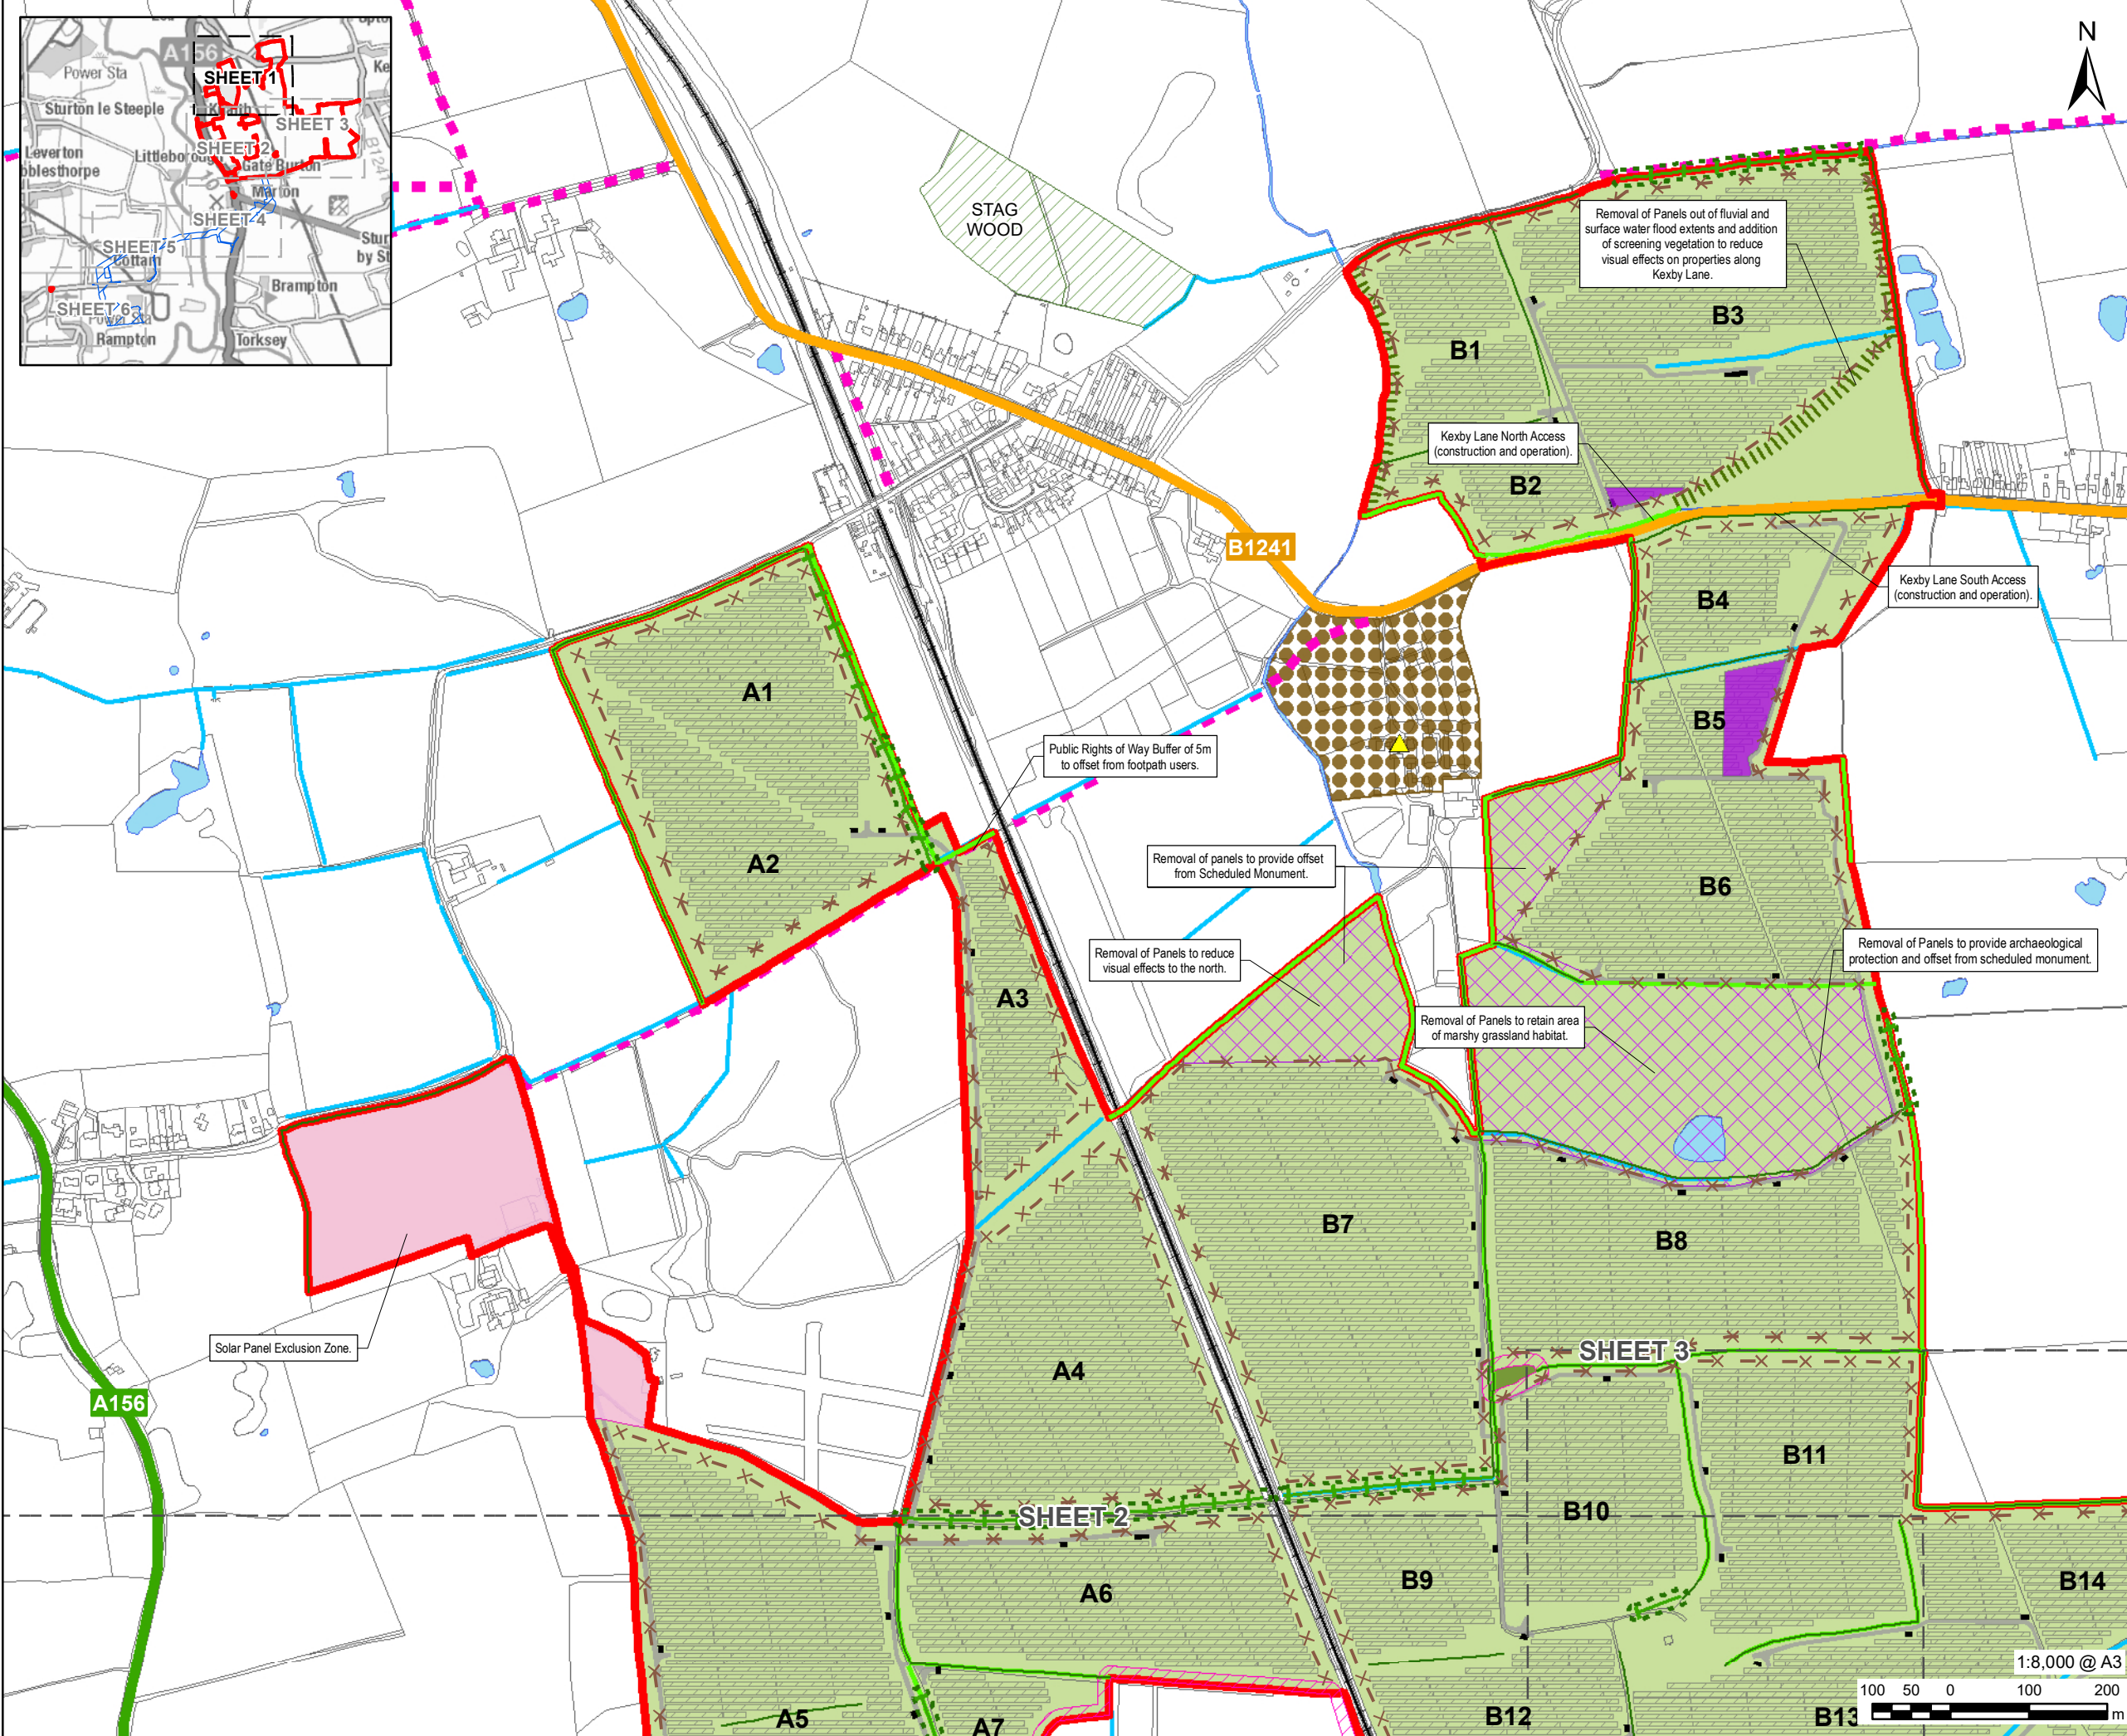 A156
Power Sta
SHEET 1
Sturton le Steeple
SHEET 3
Leverton
Littleborough
SHEET 2
Gate Burton
Marton
SHEET 4
SHEET 5
Cottam
Brampton
SHEET 6
Rampton
Torksey
N
STAG
WOOD
Removal of Panels out of fluvial and
surface water flood extents and addition
of screening vegetation to reduce
visual effects on properties along
Kexby Lane.
B3
B1
Kexby Lane North Access
(construction and operation).
B2
B1241
Kexby Lane South Access
(construction and operation).
B4
A1
B5
Public Rights of Way Buffer of 5m
to offset from footpath users.
A2
Removal of panels to provide offset
from Scheduled Monument.
B6
Removal of Panels to reduce
visual effects to the north.
Removal of Panels to provide archaeological
protection and offset from scheduled monument.
A3
Removal of Panels to retain area
of marshy grassland habitat.
B7
B8
Solar Panel Exclusion Zone.
SHEET 3
A4
A156
B11
SHEET 2
B10
A6
B9
B14
1:8,000 @ A3
100 50 0 100 200
m
A5
A7
B12
B13